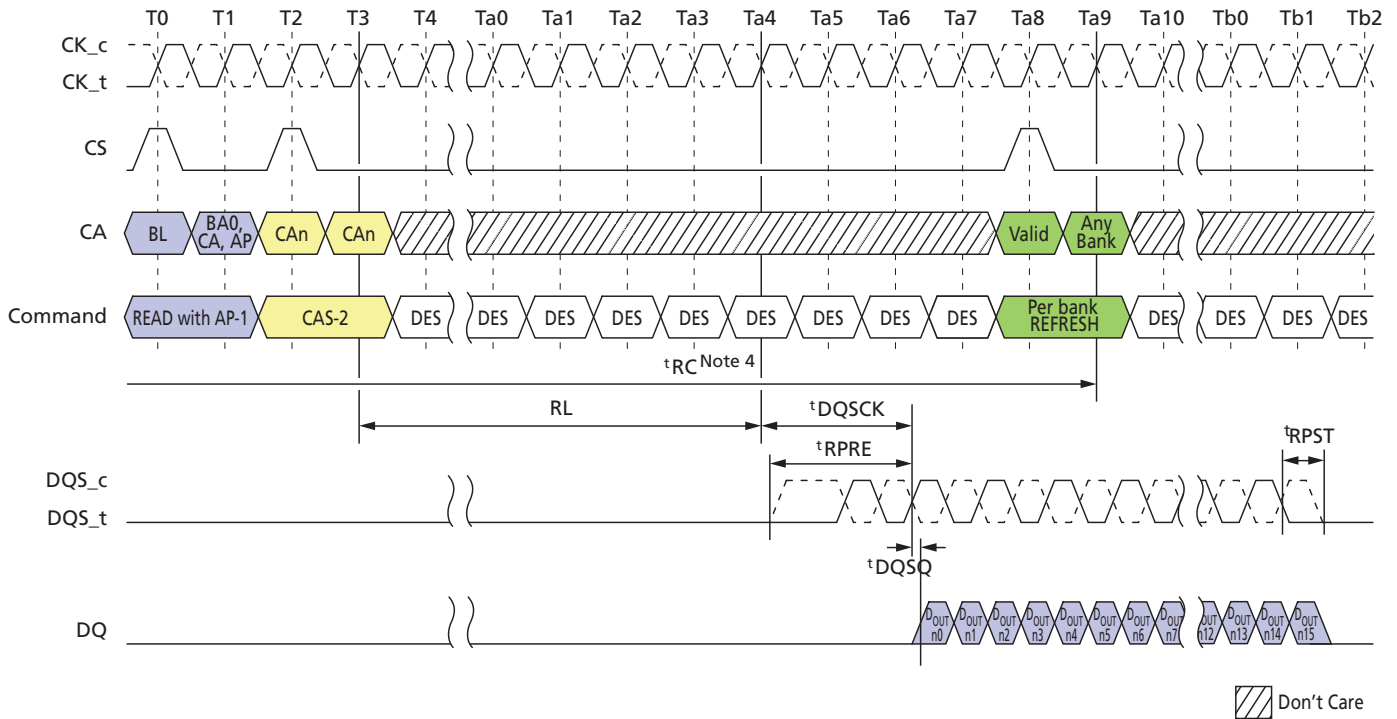 T0 T1 T2 T3 T4 Ta0 Ta1 Ta2 Ta3 Ta4 Ta5 Ta6 Ta7 Ta8 Ta9 Ta10 Tb0 Tb1 Tb2
CK_c
CK_t
CS
CA BL BA0, CA, AP CAn CAn Valid Any Bank
Command READ with AP-1 CAS-2 DES DES DES DES DES DES DES DES DES Per bank REFRESH DES DES DES DES
tRC Note 4
RL tDQSCK
tRPRE tRPST
DQS_c
DQS_t
tDQSQ
DQ DOUT n0 DOUT n1 DOUT n2 DOUT n3 DOUT n4 DOUT n5 DOUT n6 DOUT n7 DOUT n12 DOUT n13 DOUT n14 DOUT n15
Don't Care